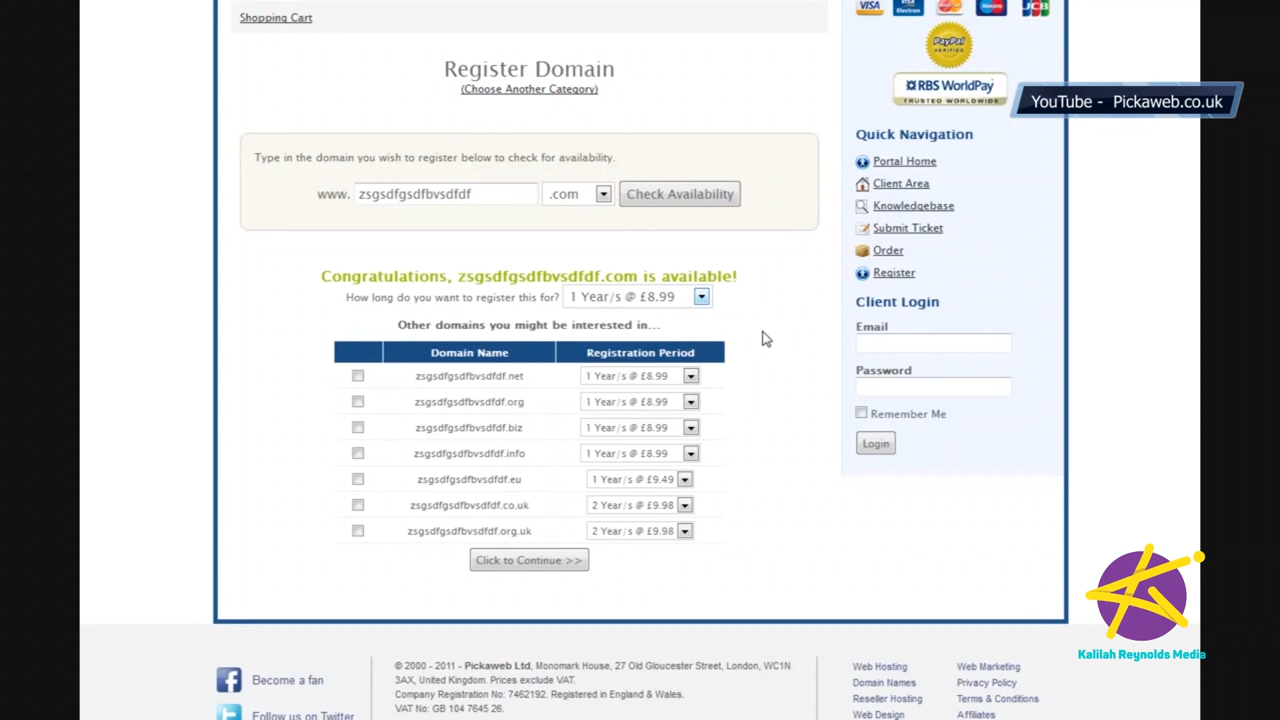 Shopping Cart
VISA
VISA Electron
MasterCard
Maestro
JCB
PayPal
VERIFIED
RBS WorldPay
TRUSTED WORLDWIDE
YouTube - Pickaweb.co.uk
Register Domain
(Choose Another Category)
Type in the domain you wish to register below to check for availability.
www. zsgsdfgsdfbvsdfdf .com Check Availability
Congratulations, zsgsdfgsdfbvsdfdf.com is available!
How long do you want to register this for? 1 Year/s @ £8.99
Other domains you might be interested in...
Domain Name Registration Period
zsgsdfgsdfbvsdfdf.net 1 Year/s @ £8.99
zsgsdfgsdfbvsdfdf.org 1 Year/s @ £8.99
zsgsdfgsdfbvsdfdf.biz 1 Year/s @ £8.99
zsgsdfgsdfbvsdfdf.info 1 Year/s @ £8.99
zsgsdfgsdfbvsdfdf.eu 1 Year/s @ £9.49
zsgsdfgsdfbvsdfdf.co.uk 2 Year/s @ £9.98
zsgsdfgsdfbvsdfdf.org.uk 2 Year/s @ £9.98
Click to Continue >>
Quick Navigation
Portal Home
Client Area
Knowledgebase
Submit Ticket
Order
Register
Client Login
Email
Password
Remember Me
Login
Kalilah Reynolds Media
Become a fan
Follow us on Twitter
© 2000 - 2011 - Pickaweb Ltd, Monomark House, 27 Old Gloucester Street, London, WC1N
3AX, United Kingdom. Prices exclude VAT.
Company Registration No: 7462192. Registered in England & Wales.
VAT No: GB 104 7645 26.
Web Hosting
Domain Names
Reseller Hosting
Web Design
Web Marketing
Privacy Policy
Terms & Conditions
Affiliates